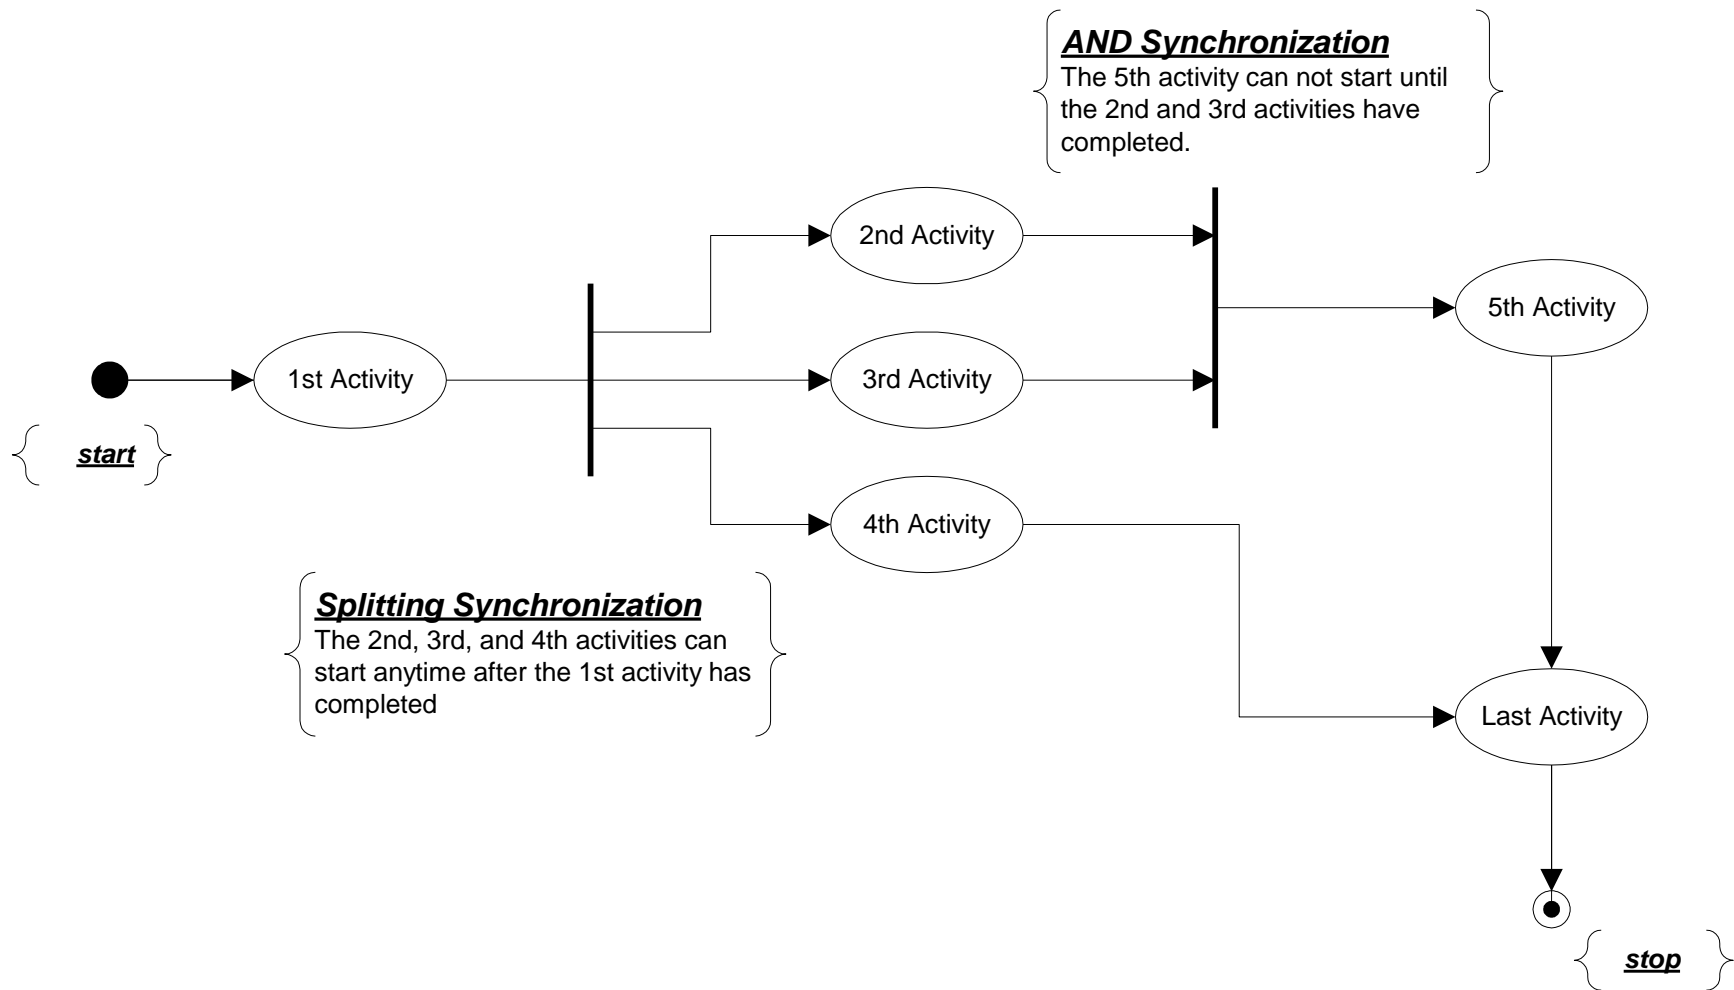 AND Synchronization
The 5th activity can not start until
the 2nd and 3rd activities have
completed.
2nd Activity
5th Activity
1st Activity
3rd Activity
start
4th Activity
Splitting Synchronization
The 2nd, 3rd, and 4th activities can
start anytime after the 1st activity has
completed
Last Activity
stop